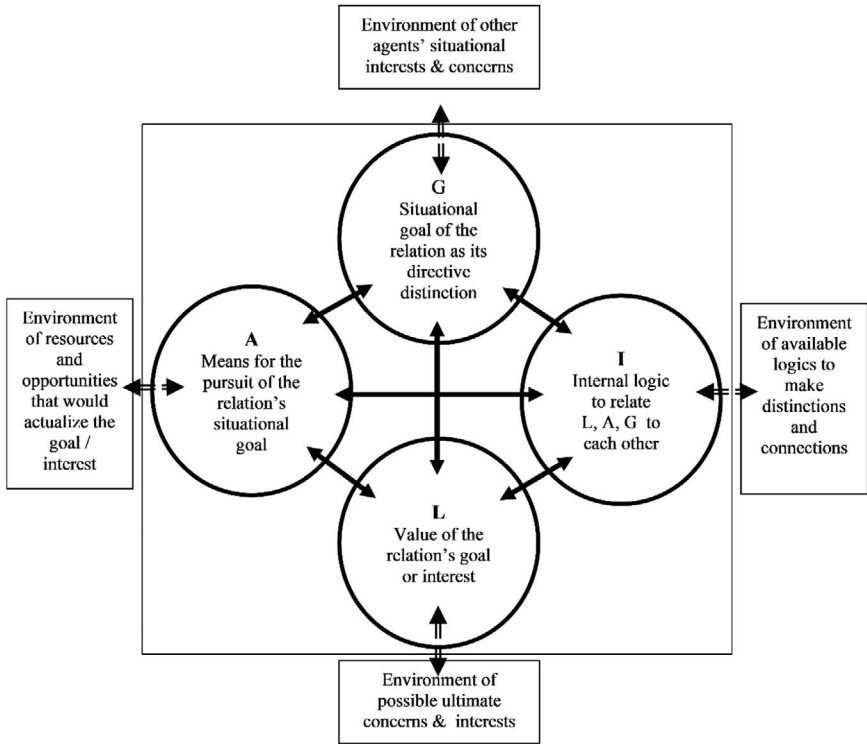 Environment of other
agents' situational
interests & concerns
G
Situational
goal of the
relation as its
directive
distinction
Environment
of resources
and
opportunities
that would
actualize the
goal /
interest
A
Means for the
pursuit of the
relation's
situational
goal
I
Internal logic
to relate
L, A, G to
each other
Environment
of available
logics to
make
distinctions
and
connections
L
Value of the
relation's goal
or interest
Environment of
possible ultimate
concerns & interests